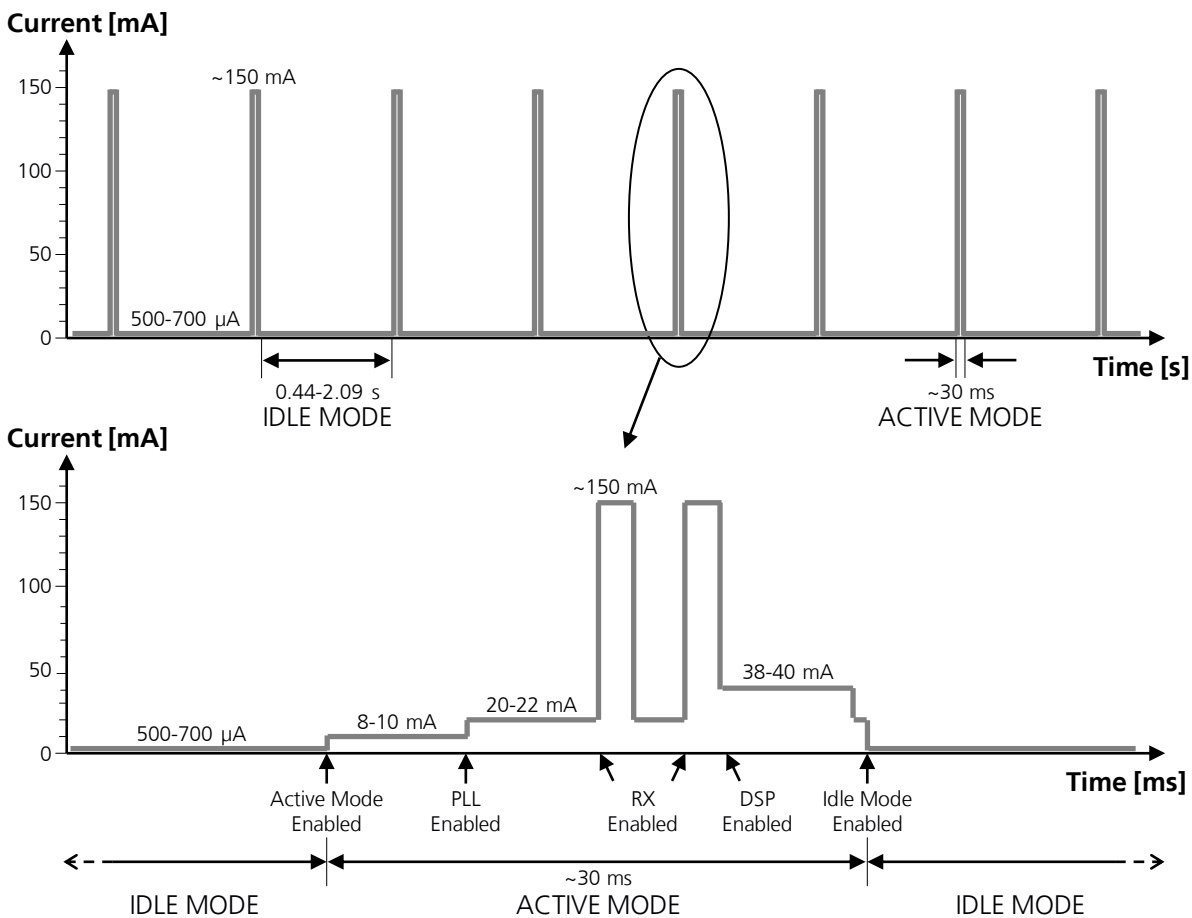 Current [mA]
~150 mA
150
100
50
500-700 µA
0
Time [s]
0.44-2.09 s
IDLE MODE
~30 ms
ACTIVE MODE
Current [mA]
~150 mA
150
100
50
38-40 mA
20-22 mA
8-10 mA
500-700 µA
0
Time [ms]
Active Mode
Enabled
PLL
Enabled
RX
Enabled
DSP
Enabled
Idle Mode
Enabled
~30 ms
IDLE MODE
ACTIVE MODE
IDLE MODE